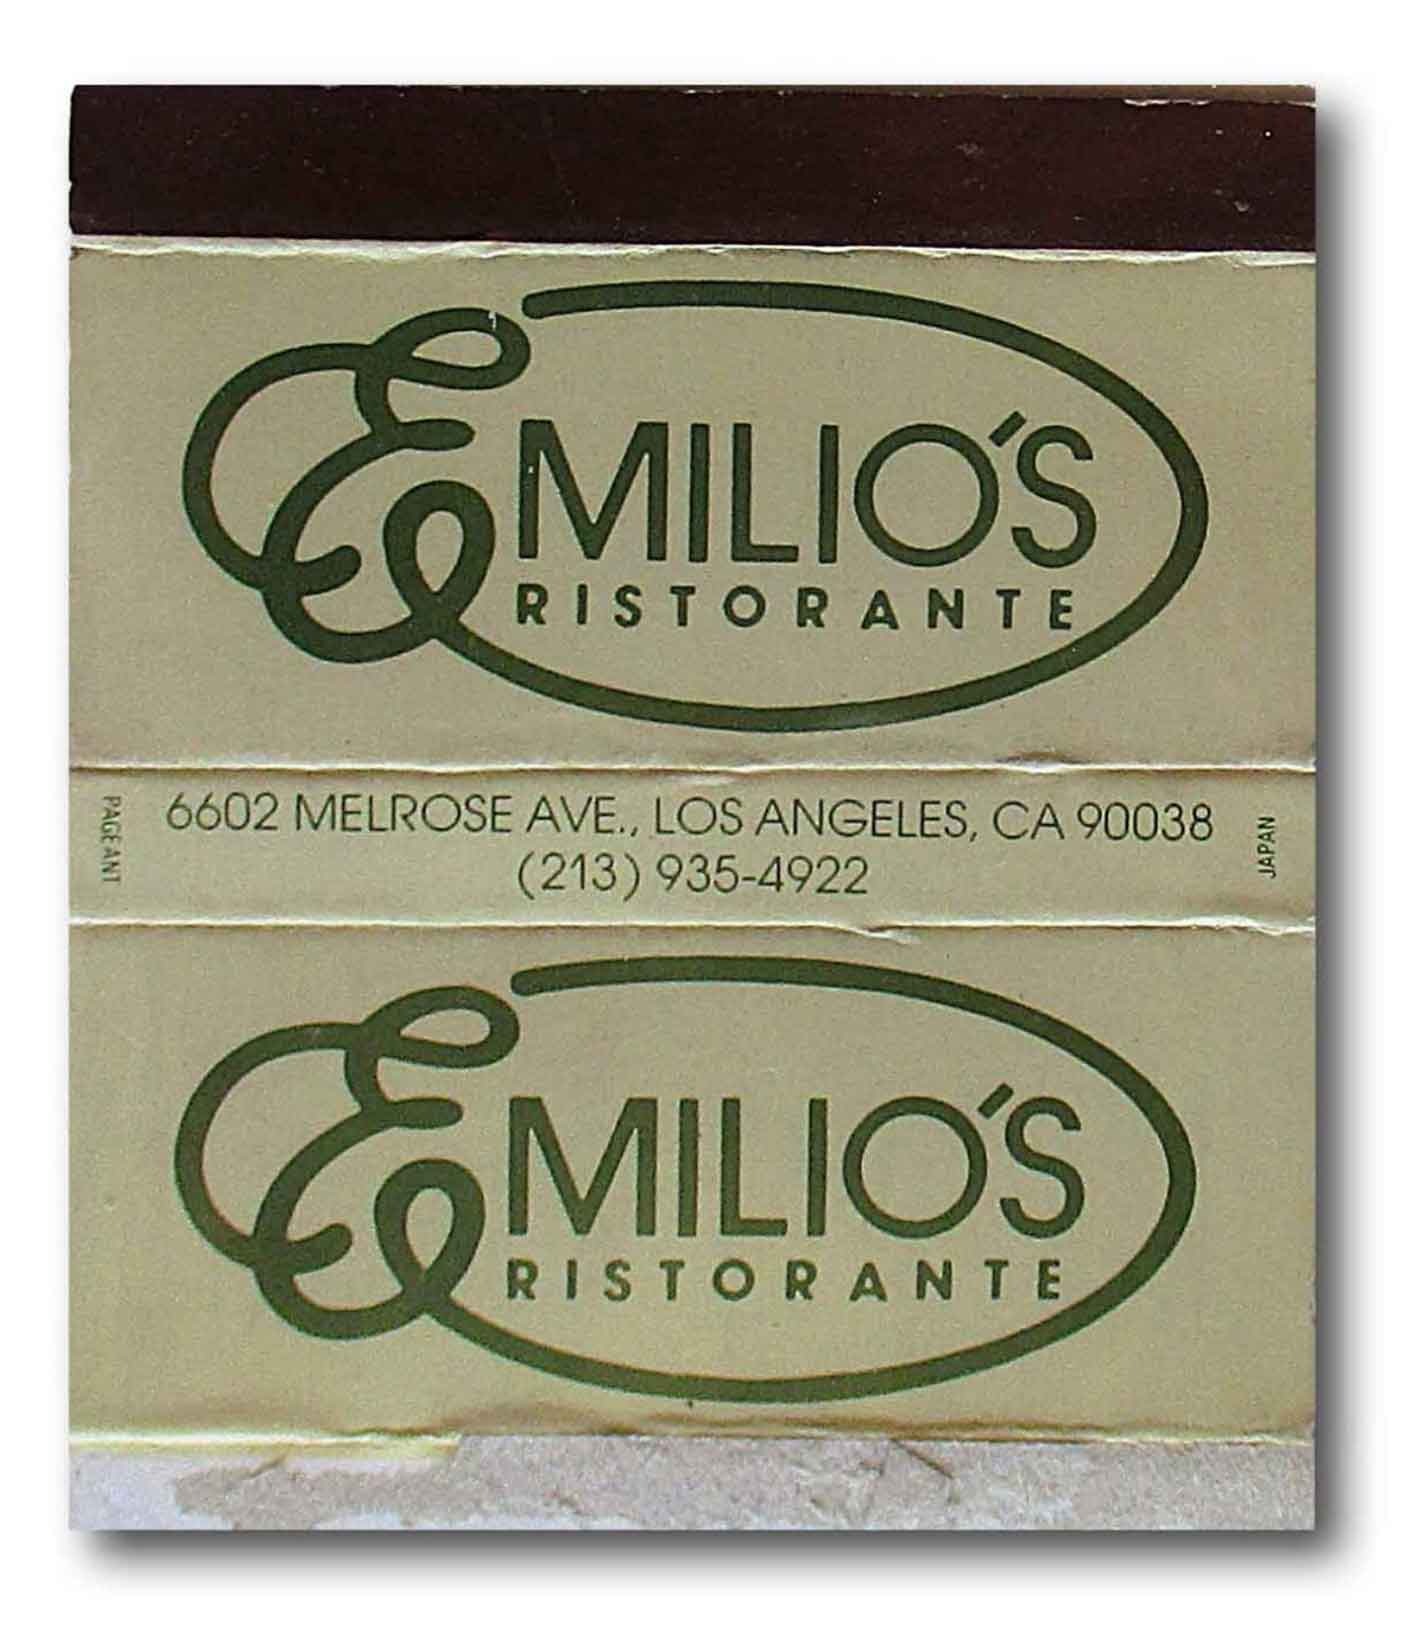 EMILIO'S
RISTORANTE
PAGEANT
6602 MELROSE AVE., LOS ANGELES, CA 90038
(213) 935-4922
JAPAN
EMILIO'S
RISTORANTE